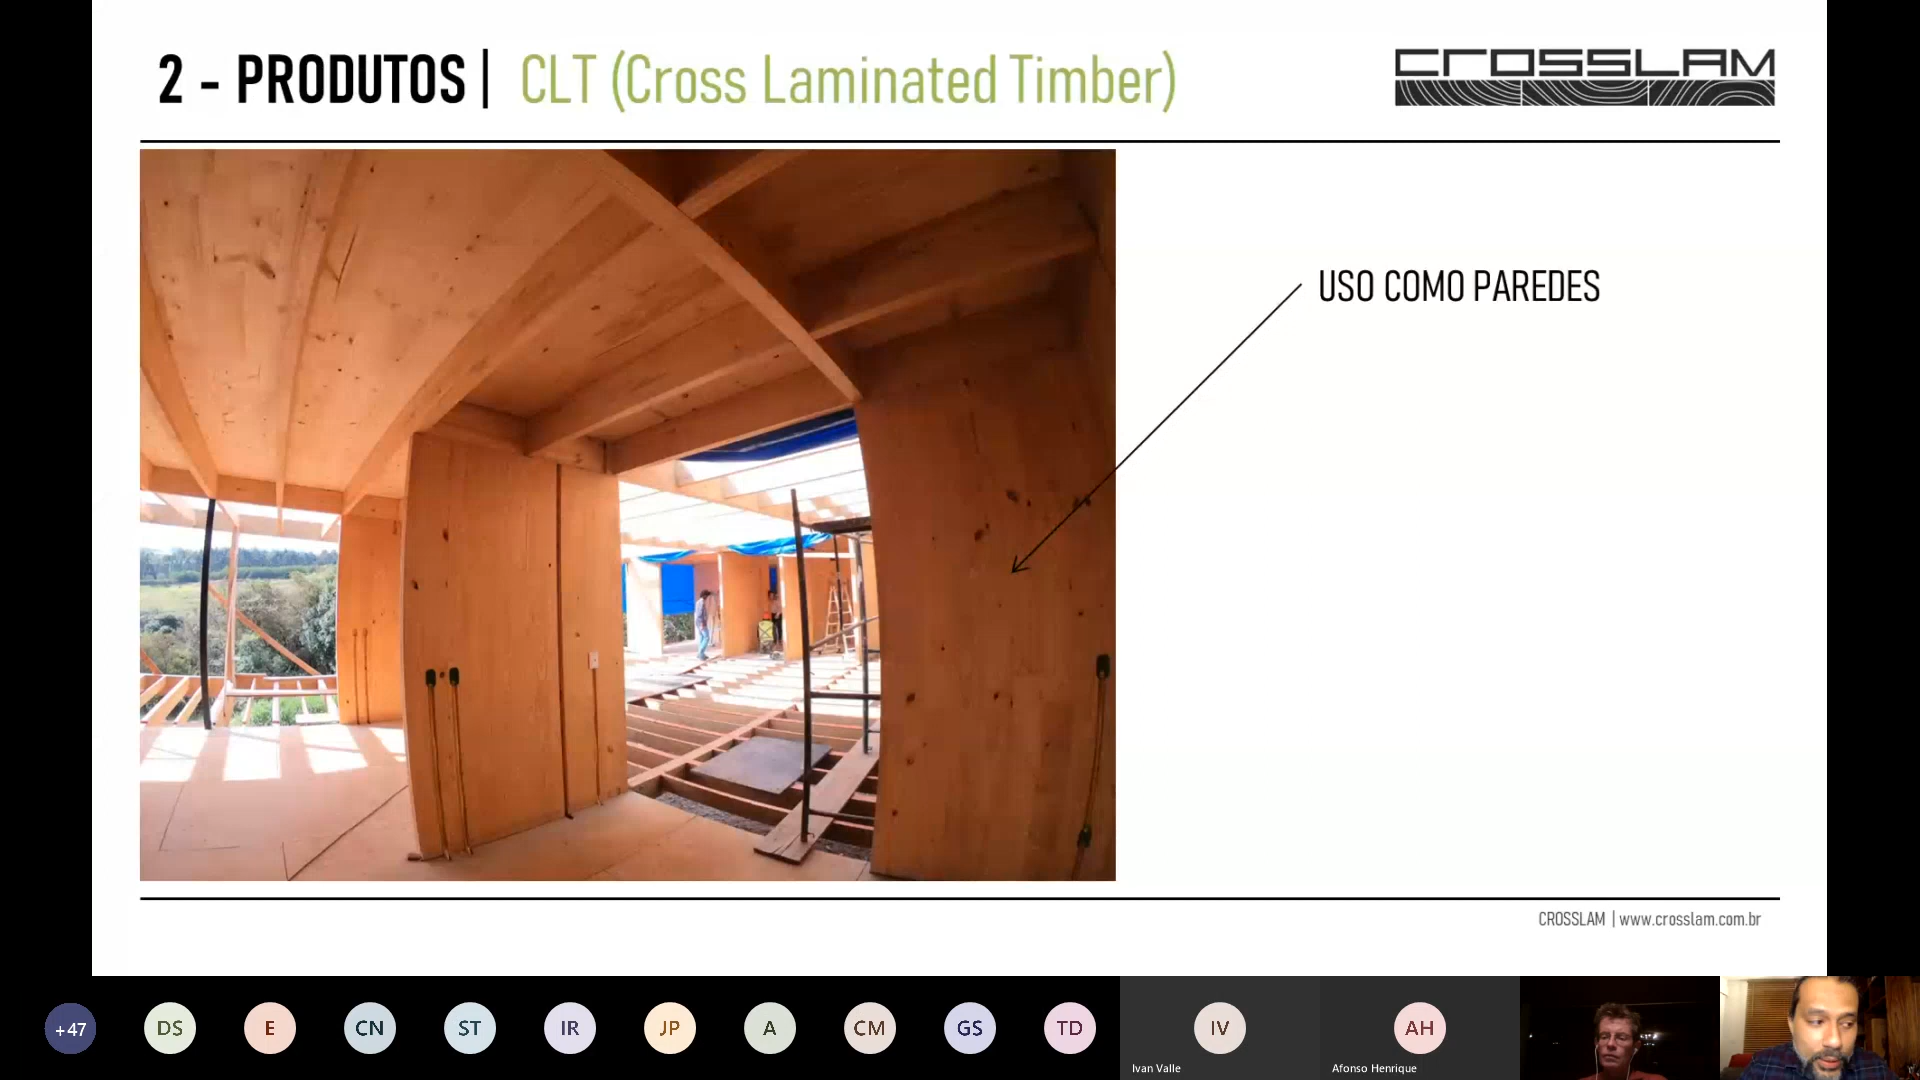 2 - PRODUTOS | CLT (Cross Laminated Timber)
CROSSLAM
USO COMO PAREDES
CROSSLAM | www.crosslam.com.br
+47
DS
E
CN
ST
IR
JP
A
CM
GS
TD
IV
AH
Ivan Valle
Afonso Henrique